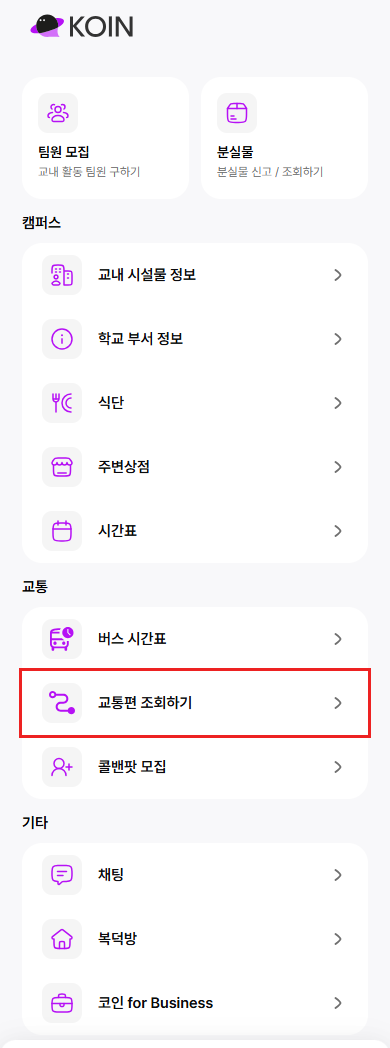 KOIN
팀원 모집
교내 활동 팀원 구하기
분실물
분실물 신고 / 조회하기
캠퍼스
교내 시설물 정보
학교 부서 정보
식단
주변상점
시간표
교통
버스 시간표
교통편 조회하기
콜밴팟 모집
기타
채팅
복덕방
코인 for Business